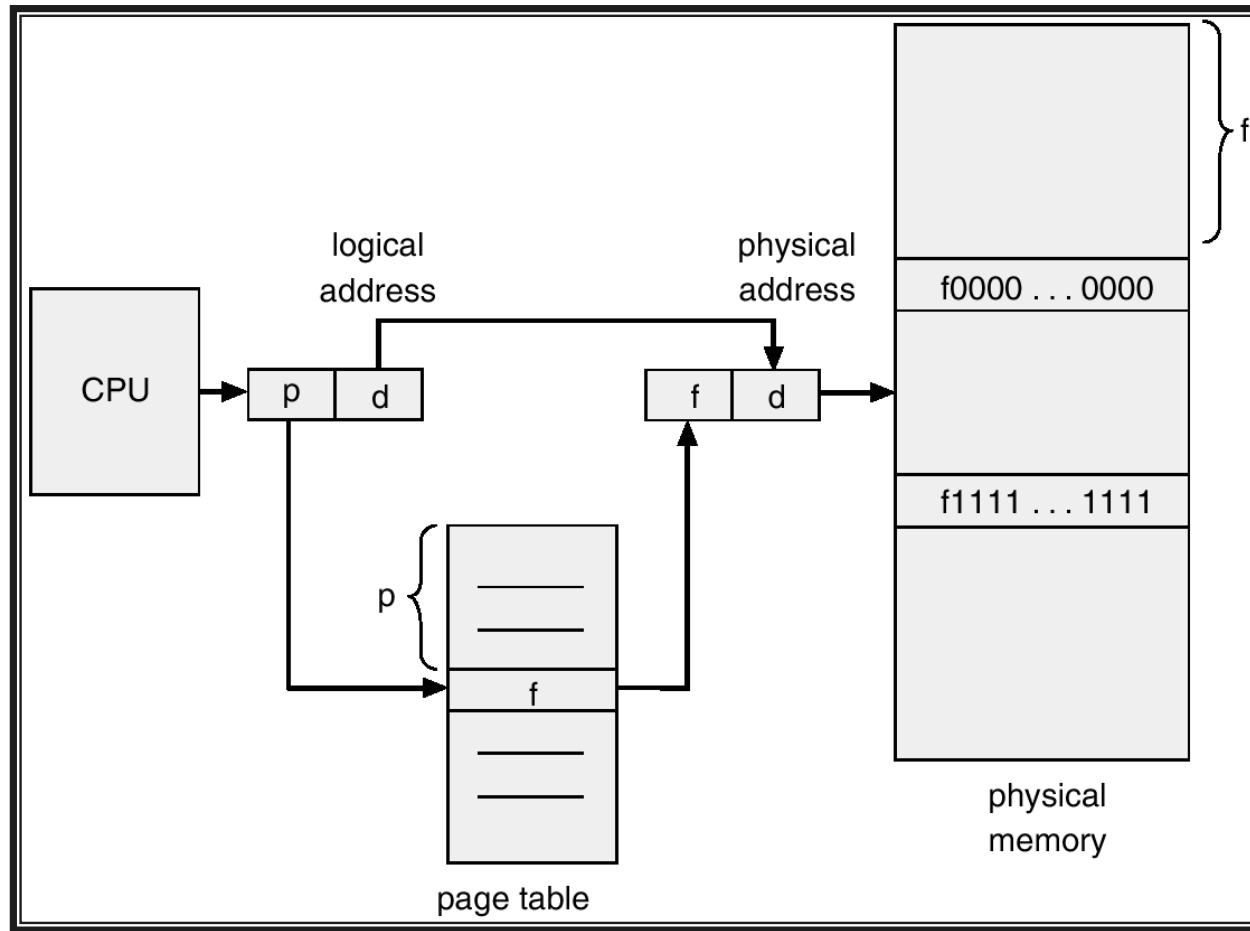 f
logical
address
physical
address
f0000 . . . 0000
CPU
p
d
f
d
f1111 . . . 1111
p
f
physical
memory
page table